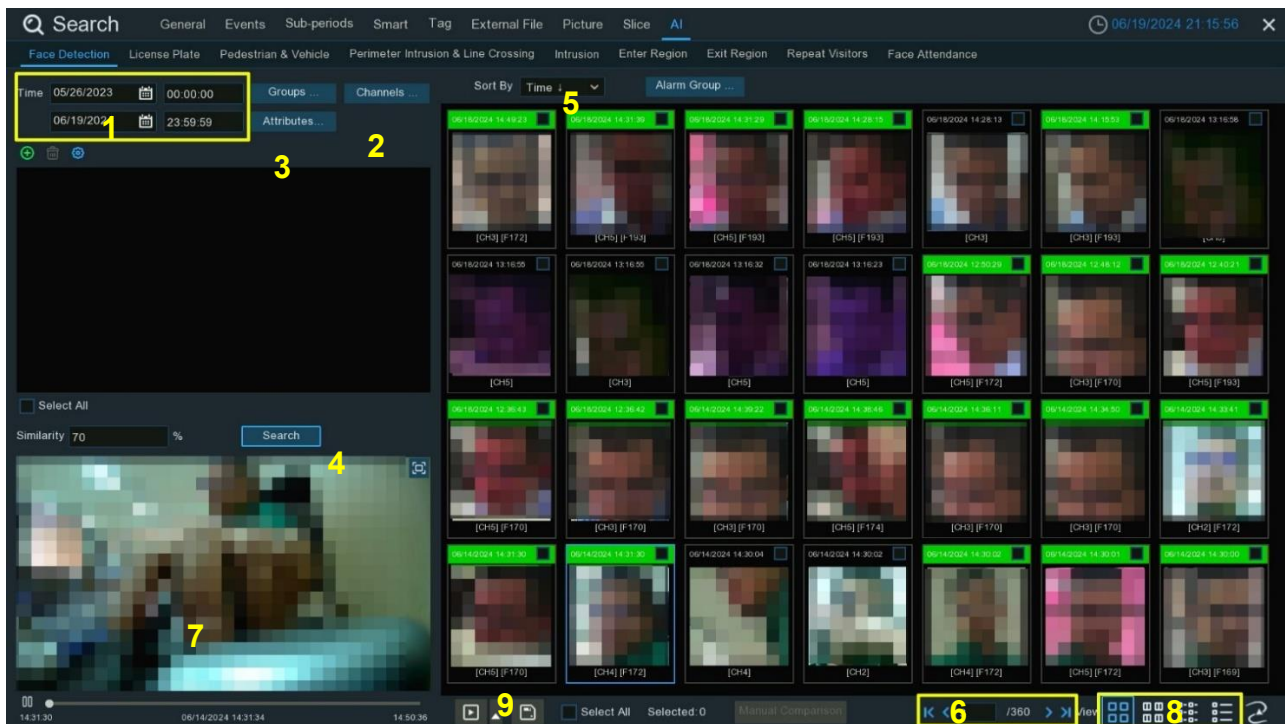 Search General Events Sub-periods Smart Tag External File Picture Slice AI 06/19/2024 21:15:56
Face Detection License Plate Pedestrian & Vehicle Perimeter Intrusion & Line Crossing Intrusion Enter Region Exit Region Repeat Visitors Face Attendance
Time 05/26/2023 00:00:00 Groups ... Channels ... Sort By Time ↓ Alarm Group ...
1 06/19/202 23:59:59 Attributes... 2 3 5
06/18/2024 14:49:23 06/18/2024 14:31:39 06/18/2024 14:31:29 06/18/2024 14:28:15 06/18/2024 14:28:13 06/18/2024 14:15:53 06/18/2024 13:16:58
[CH3] [F172] [CH5] [F193] [CH5] [F193] [CH5] [F193] [CH3] [CH3] [F193]
06/18/2024 13:16:55 06/18/2024 13:16:55 06/18/2024 13:16:32 06/18/2024 13:16:23 06/18/2024 12:50:29 06/18/2024 12:48:12 06/18/2024 12:40:21
[CH5] [CH3] [CH5] [CH5] [CH5] [F172] [CH3] [F170] [CH5] [F193]
Select All
06/18/2024 12:36:43 06/18/2024 12:36:42 06/14/2024 14:39:22 06/14/2024 14:36:46 06/14/2024 14:36:11 06/14/2024 14:34:50 06/14/2024 14:33:41
Similarity 70 % Search
4
[CH5] [F170] [CH3] [F170] [CH3] [F170] [CH5] [F174] [CH3] [F170] [CH3] [F170] [CH2] [F172]
06/14/2024 14:31:30 06/14/2024 14:31:30 06/14/2024 14:30:04 06/14/2024 14:30:02 06/14/2024 14:30:02 06/14/2024 14:30:01 06/14/2024 14:30:00
7
[CH5] [F170] [CH4] [F172] [CH4] [CH2] [CH4] [F172] [CH5] [F172] [CH3] [F169]
9 Select All Selected: 0 Manual Comparison 6 /360 View 8
14:31:30 06/14/2024 14:31:34 14:50:36